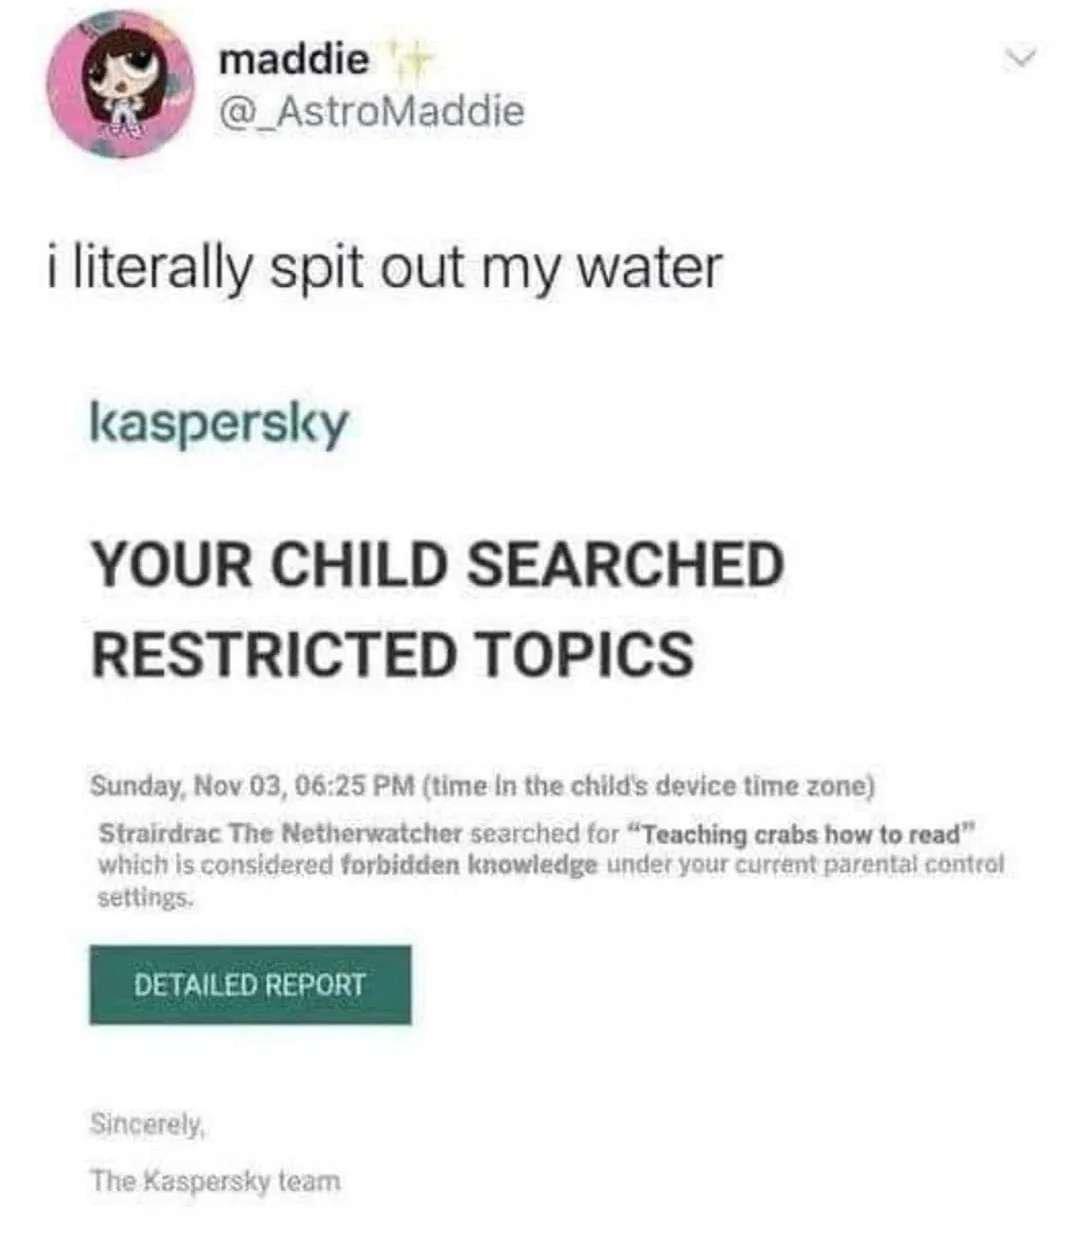 maddie
@_AstroMaddie
i literally spit out my water
kaspersky
YOUR CHILD SEARCHED
RESTRICTED TOPICS
Sunday, Nov 03, 06:25 PM (time in the child's device time zone)
Strairdrac The Netherwatcher searched for "Teaching crabs how to read"
which is considered forbidden knowledge under your current parental control
settings.
DETAILED REPORT
Sincerely,
The Kaspersky team